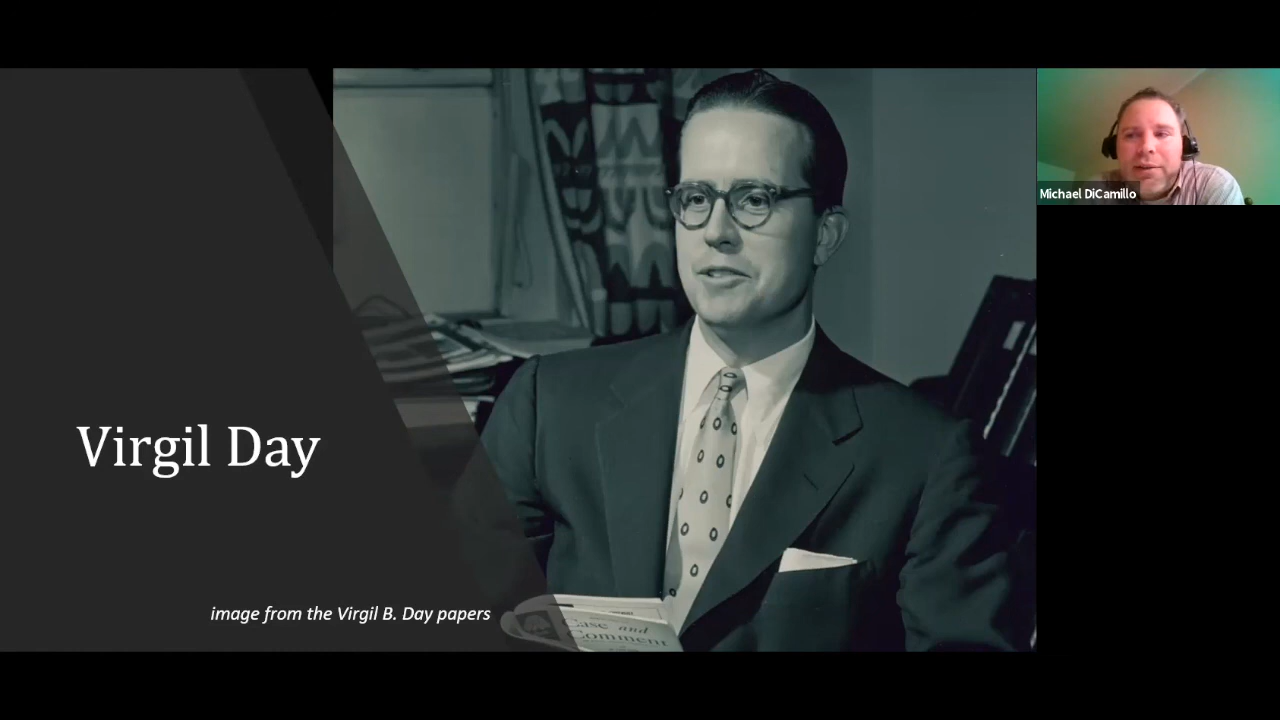 Michael DiCamillo
Virgil Day
image from the Virgil B. Day papers
Case and
Comment